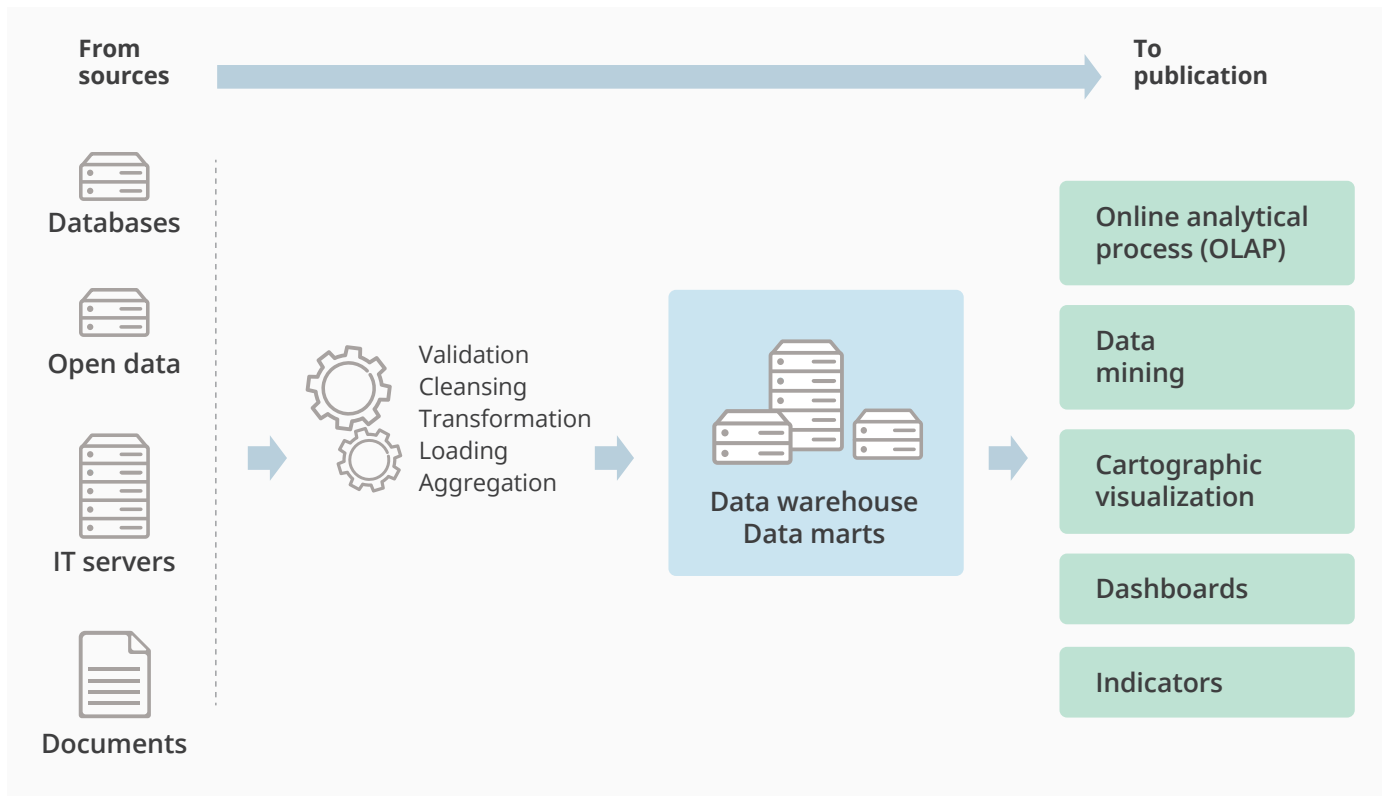 From
sources
To
publication
Databases
Open data
IT servers
Documents
Validation
Cleansing
Transformation
Loading
Aggregation
Data warehouse
Data marts
Online analytical
process (OLAP)
Data
mining
Cartographic
visualization
Dashboards
Indicators